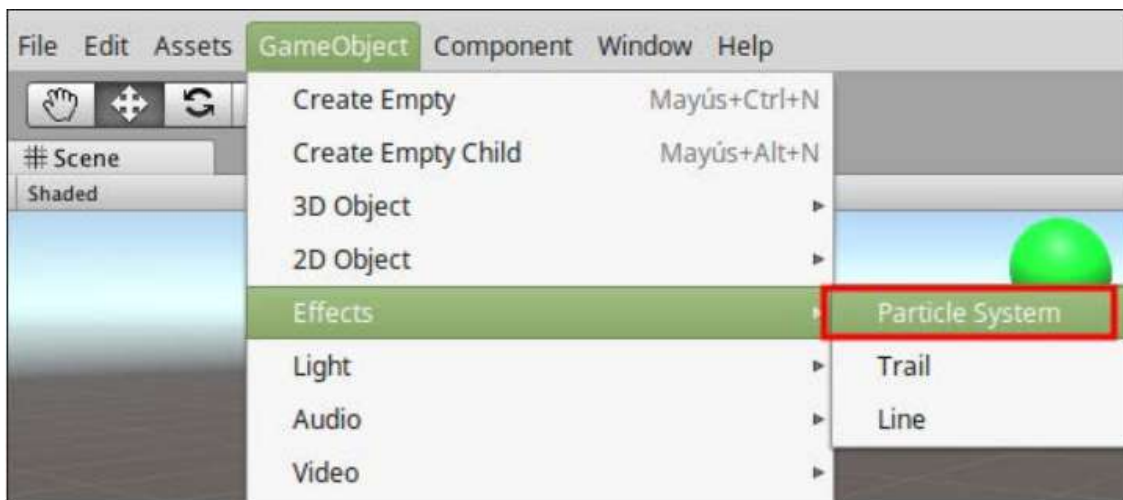 File Edit Assets GameObject Component Window Help
Create Empty Mayús+Ctrl+N
# Scene
Create Empty Child Mayús+Alt+N
Shaded
3D Object
2D Object
Effects
Particle System
Light
Trail
Audio
Line
Video